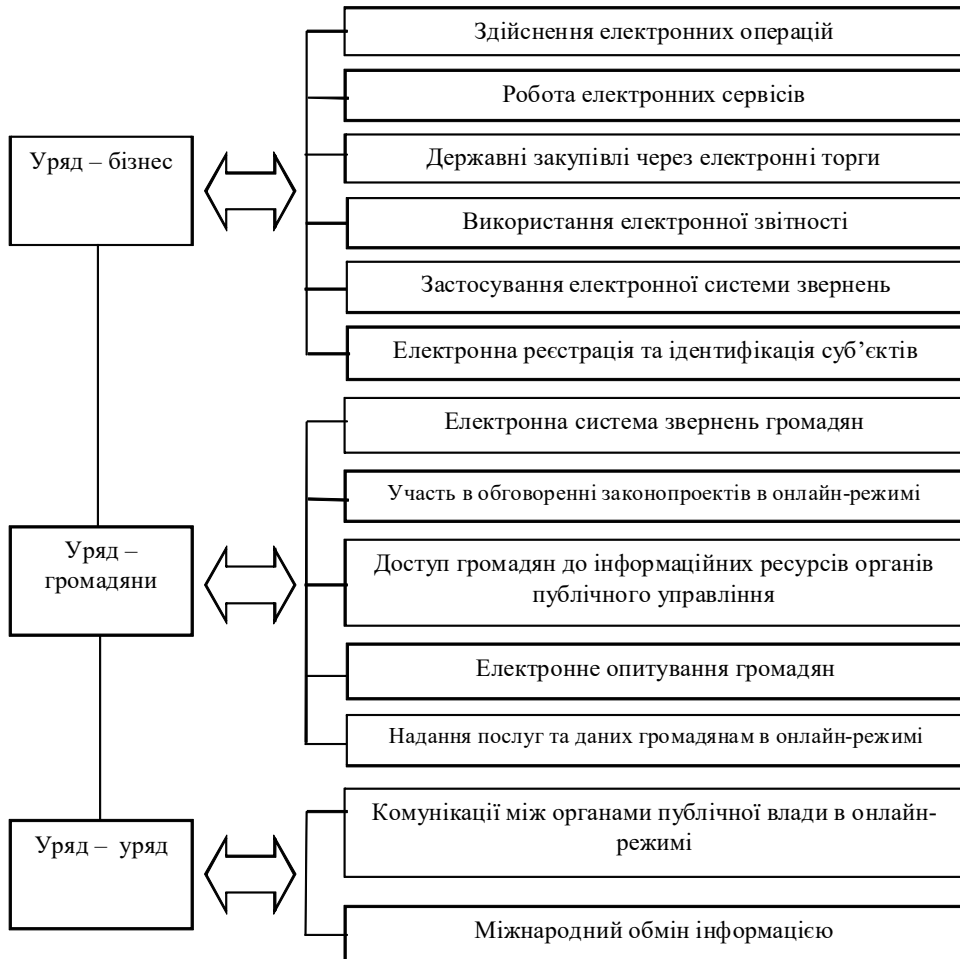 Уряд – бізнес
Здійснення електронних операцій
Робота електронних сервісів
Державні закупівлі через електронні торги
Використання електронної звітності
Застосування електронної системи звернень
Електронна реєстрація та ідентифікація суб’єктів
Уряд –
громадяни
Електронна система звернень громадян
Участь в обговоренні законопроектів в онлайн-режимі
Доступ громадян до інформаційних ресурсів органів
публічного управління
Електронне опитування громадян
Надання послуг та даних громадянам в онлайн-режимі
Уряд – уряд
Комунікації між органами публічної влади в онлайн-
режимі
Міжнародний обмін інформацією